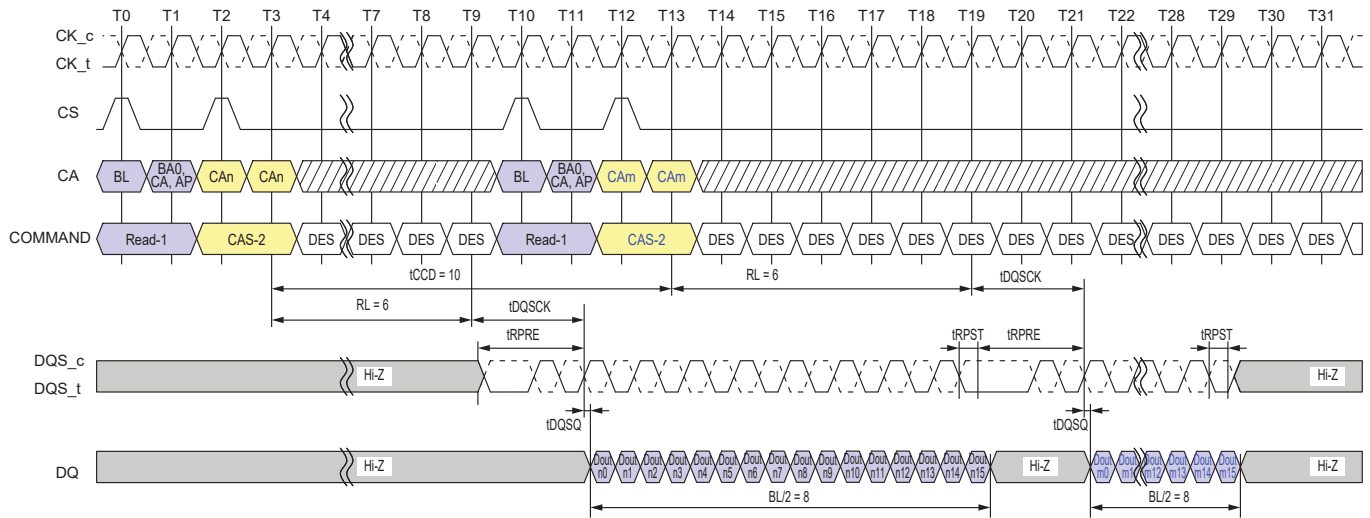 T0 T1 T2 T3 T4 T7 T8 T9 T10 T11 T12 T13 T14 T15 T16 T17 T18 T19 T20 T21 T22 T28 T29 T30 T31
CK_c
CK_t
CS
CA BL BA0, CA, AP CAn CAn BL BA0, CA, AP CAm CAm
COMMAND Read-1 CAS-2 DES DES DES DES Read-1 CAS-2 DES DES DES DES DES DES DES DES DES DES DES DES DES
tCCD = 10 RL = 6 tDQSCK
RL = 6 tDQSCK
tRPRE tRPST tRPRE tRPST
DQS_c
DQS_t
Hi-Z Hi-Z
tDQSQ tDQSQ
DQ Hi-Z Dout n0 Dout n1 Dout n2 Dout n3 Dout n4 Dout n5 Dout n6 Dout n7 Dout n8 Dout n9 Dout n10 Dout n11 Dout n12 Dout n13 Dout n14 Dout n15 Hi-Z Dout m0 Dout m1 Dout m12 Dout m13 Dout m14 Dout m15 Hi-Z
BL/2 = 8 BL/2 = 8